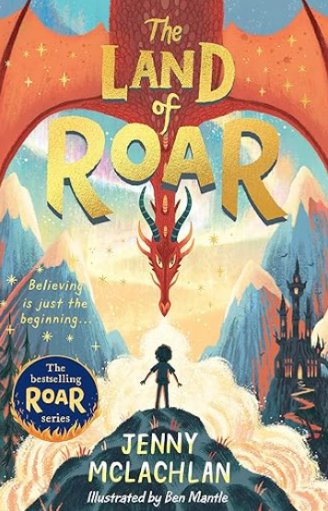 The
LAND
of
ROAR
Believing
is just the
beginning...
The
bestselling
ROAR
series
JENNY
MCLACHLAN
Illustrated by Ben Mantle